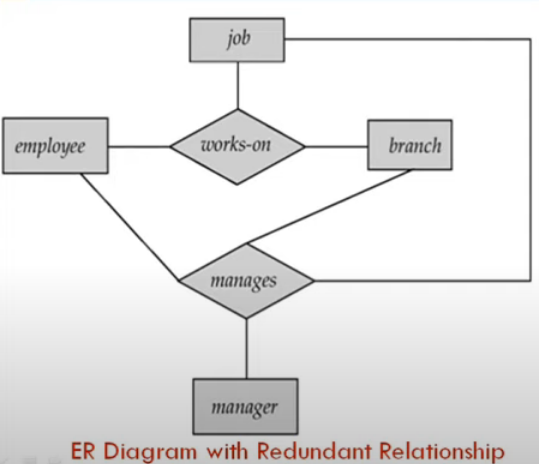 job
employee
works-on
branch
manages
manager
ER Diagram with Redundant Relationship